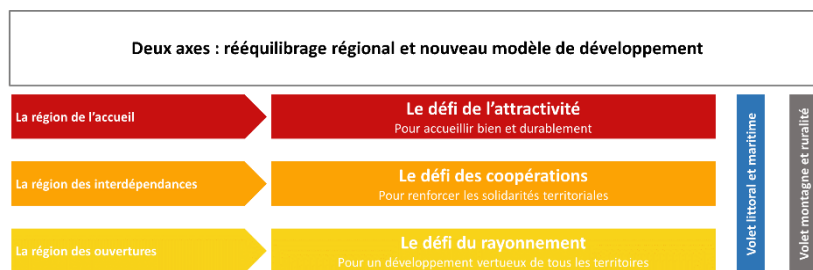 Deux axes : rééquilibrage régional et nouveau modèle de développement
La région de l'accueil
Le défi de l'attractivité
Pour accueillir bien et durablement
La région des interdépendances
Le défi des coopérations
Pour renforcer les solidarités territoriales
La région des ouvertures
Le défi du rayonnement
Pour un développement vertueux de tous les territoires
Volet littoral et maritime
Volet montagne et ruralité